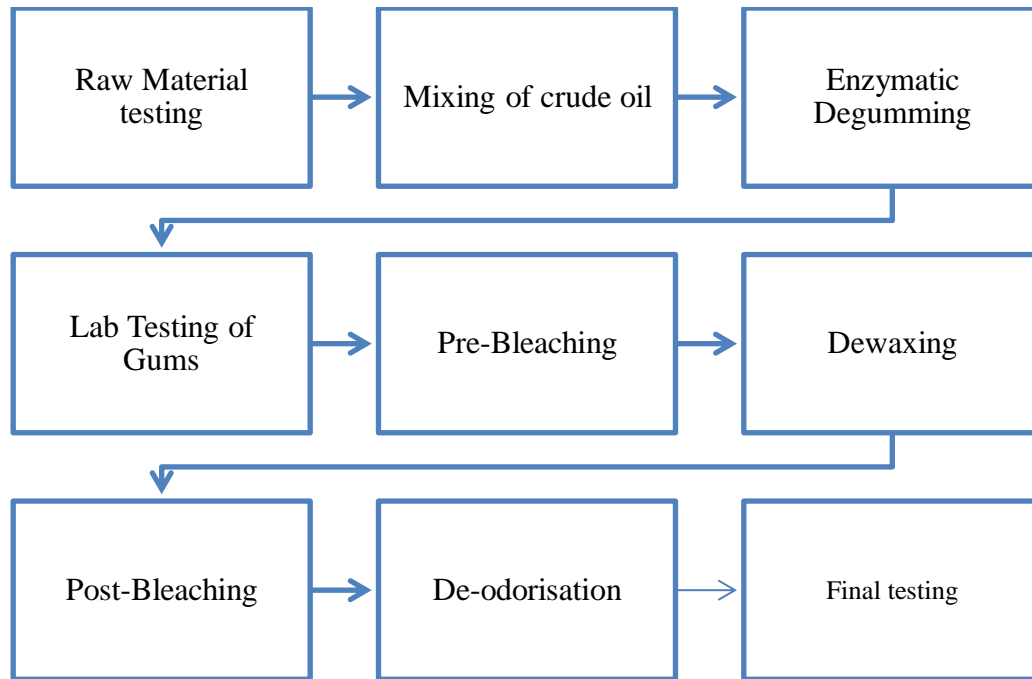 Raw Material
testing
Mixing of crude oil
Enzymatic
Degumming
Lab Testing of
Gums
Pre-Bleaching
Dewaxing
Post-Bleaching
De-odorisation
Final testing